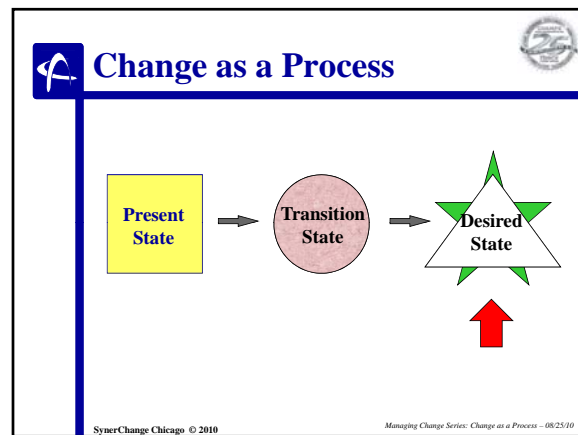 Change as a Process
Present
State
Transition
State
Desired
State
SynerChange Chicago © 2010
Managing Change Series: Change as a Process – 08/25/10